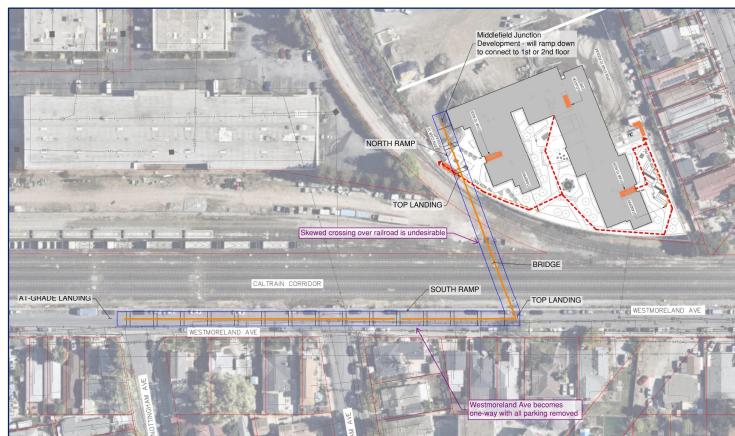 Middlefield Junction
Development - will ramp down
to connect to 1st or 2nd floor
NORTH RAMP
TOP LANDING
Skewed crossing over railroad is undesirable
BRIDGE
CALTRAIN CORRIDOR
SOUTH RAMP
AT-GRADE LANDING
TOP LANDING
WESTMORELAND AVE
WESTMORELAND AVE
Westmoreland Ave becomes
one-way with all parking removed
NOTTINGHAM AVE
AVE